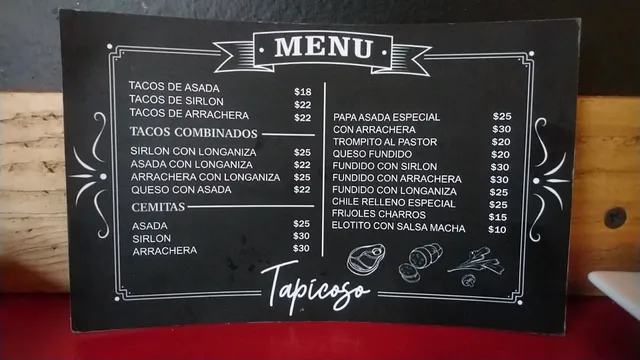 MENU
TACOS DE ASADA $18
TACOS DE SIRLON $22
TACOS DE ARRACHERA $22
TACOS COMBINADOS
SIRLON CON LONGANIZA $25
ASADA CON LONGANIZA $22
ARRACHERA CON LONGANIZA $25
QUESO CON ASADA $22
CEMITAS
ASADA $25
SIRLON $30
ARRACHERA $30
PAPA ASADA ESPECIAL $25
CON ARRACHERA $30
TROMPITO AL PASTOR $20
QUESO FUNDIDO $20
FUNDIDO CON SIRLON $30
FUNDIDO CON ARRACHERA $30
FUNDIDO CON LONGANIZA $25
CHILE RELLENO ESPECIAL $25
FRIJOLES CHARROS $15
ELOTITO CON SALSA MACHA $10
Tapicoso